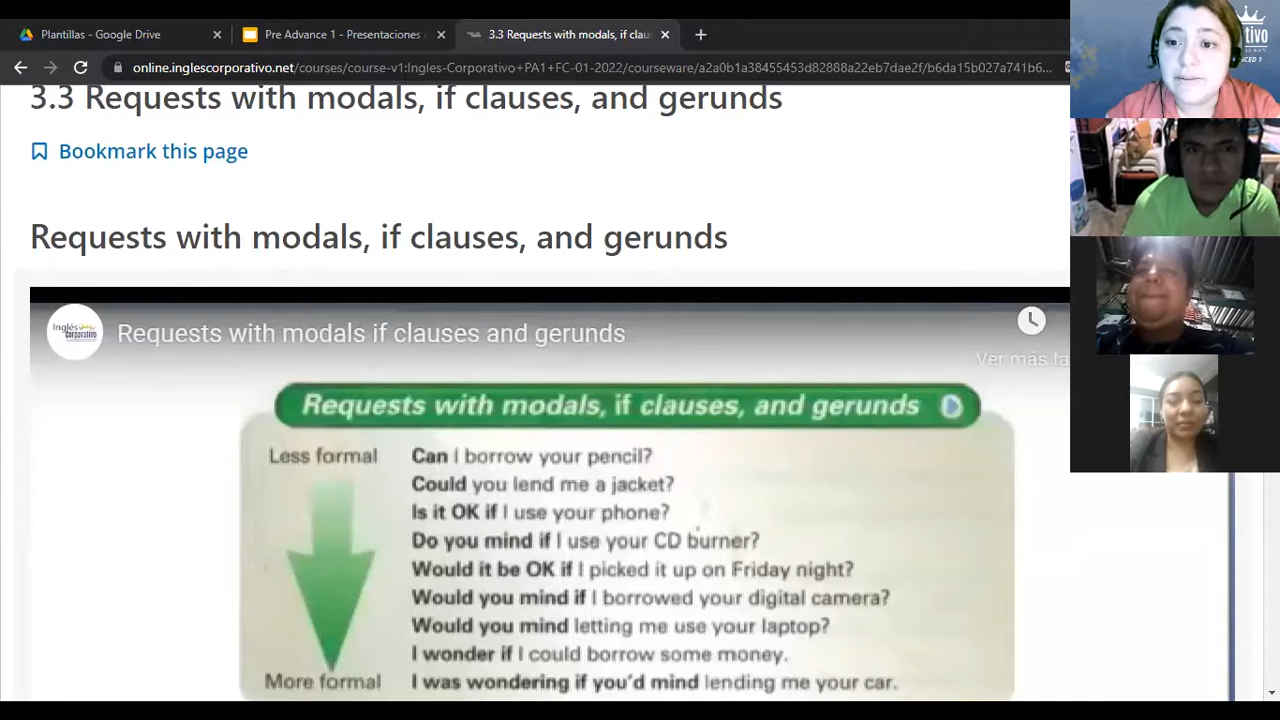 Plantillas - Google Drive
Pre Advance 1 - Presentaciones
3.3 Requests with modals, if clau
online.inglescorporativo.net/courses/course-v1:Ingles-Corporativo+PA1+FC-01-2022/courseware/a2a0b1a38455453d82888a22eb7dae2f/b6da15b027a741b6...
3.3 Requests with modals, if clauses, and gerunds
Bookmark this page
Requests with modals, if clauses, and gerunds
Inglés
Corporativo
Requests with modals if clauses and gerunds
Ver más ta
Requests with modals, if clauses, and gerunds
Less formal
Can I borrow your pencil?
Could you lend me a jacket?
Is it OK if I use your phone?
Do you mind if I use your CD burner?
Would it be OK if I picked it up on Friday night?
Would you mind if I borrowed your digital camera?
Would you mind letting me use your laptop?
I wonder if I could borrow some money.
More formal
I was wondering if you'd mind lending me your car.
tivo
CED 1